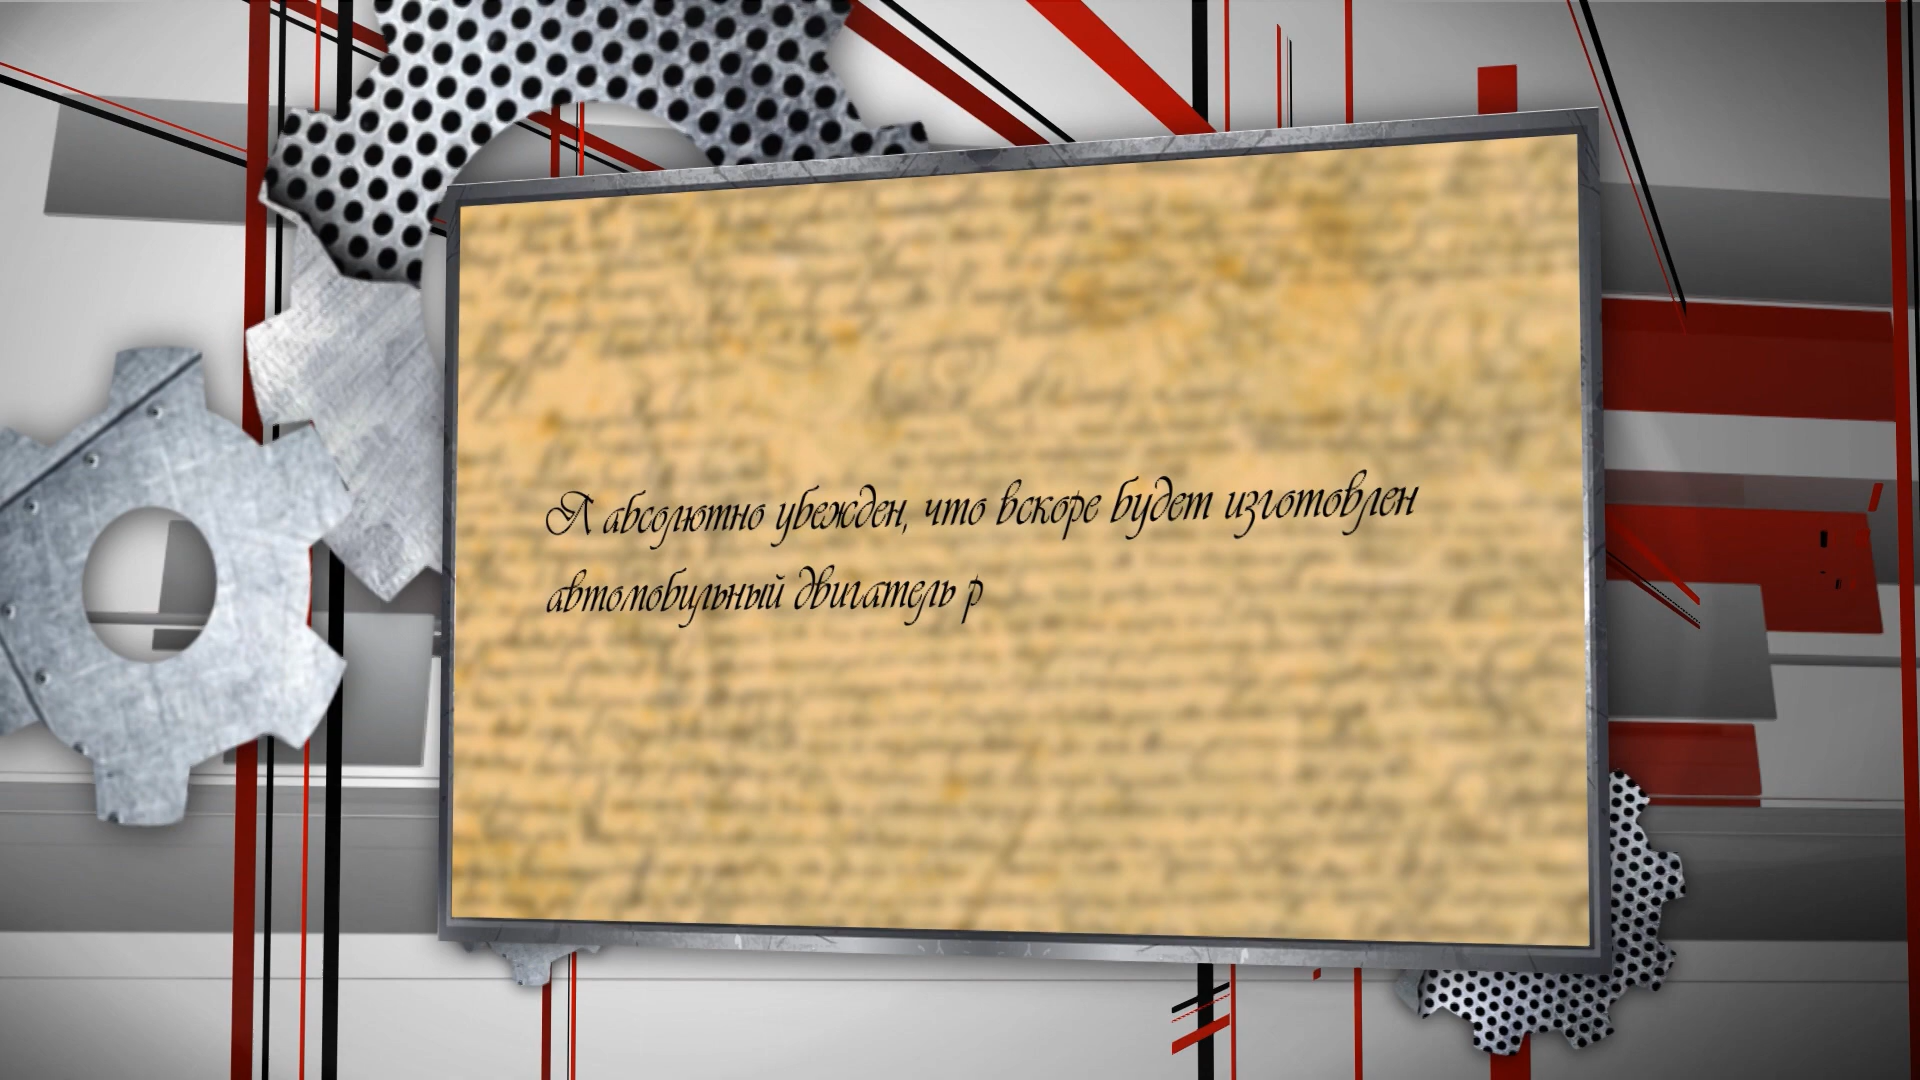 Я абсолютно убежден, что вскоре будет изготовлен
автомобильный двигатель р